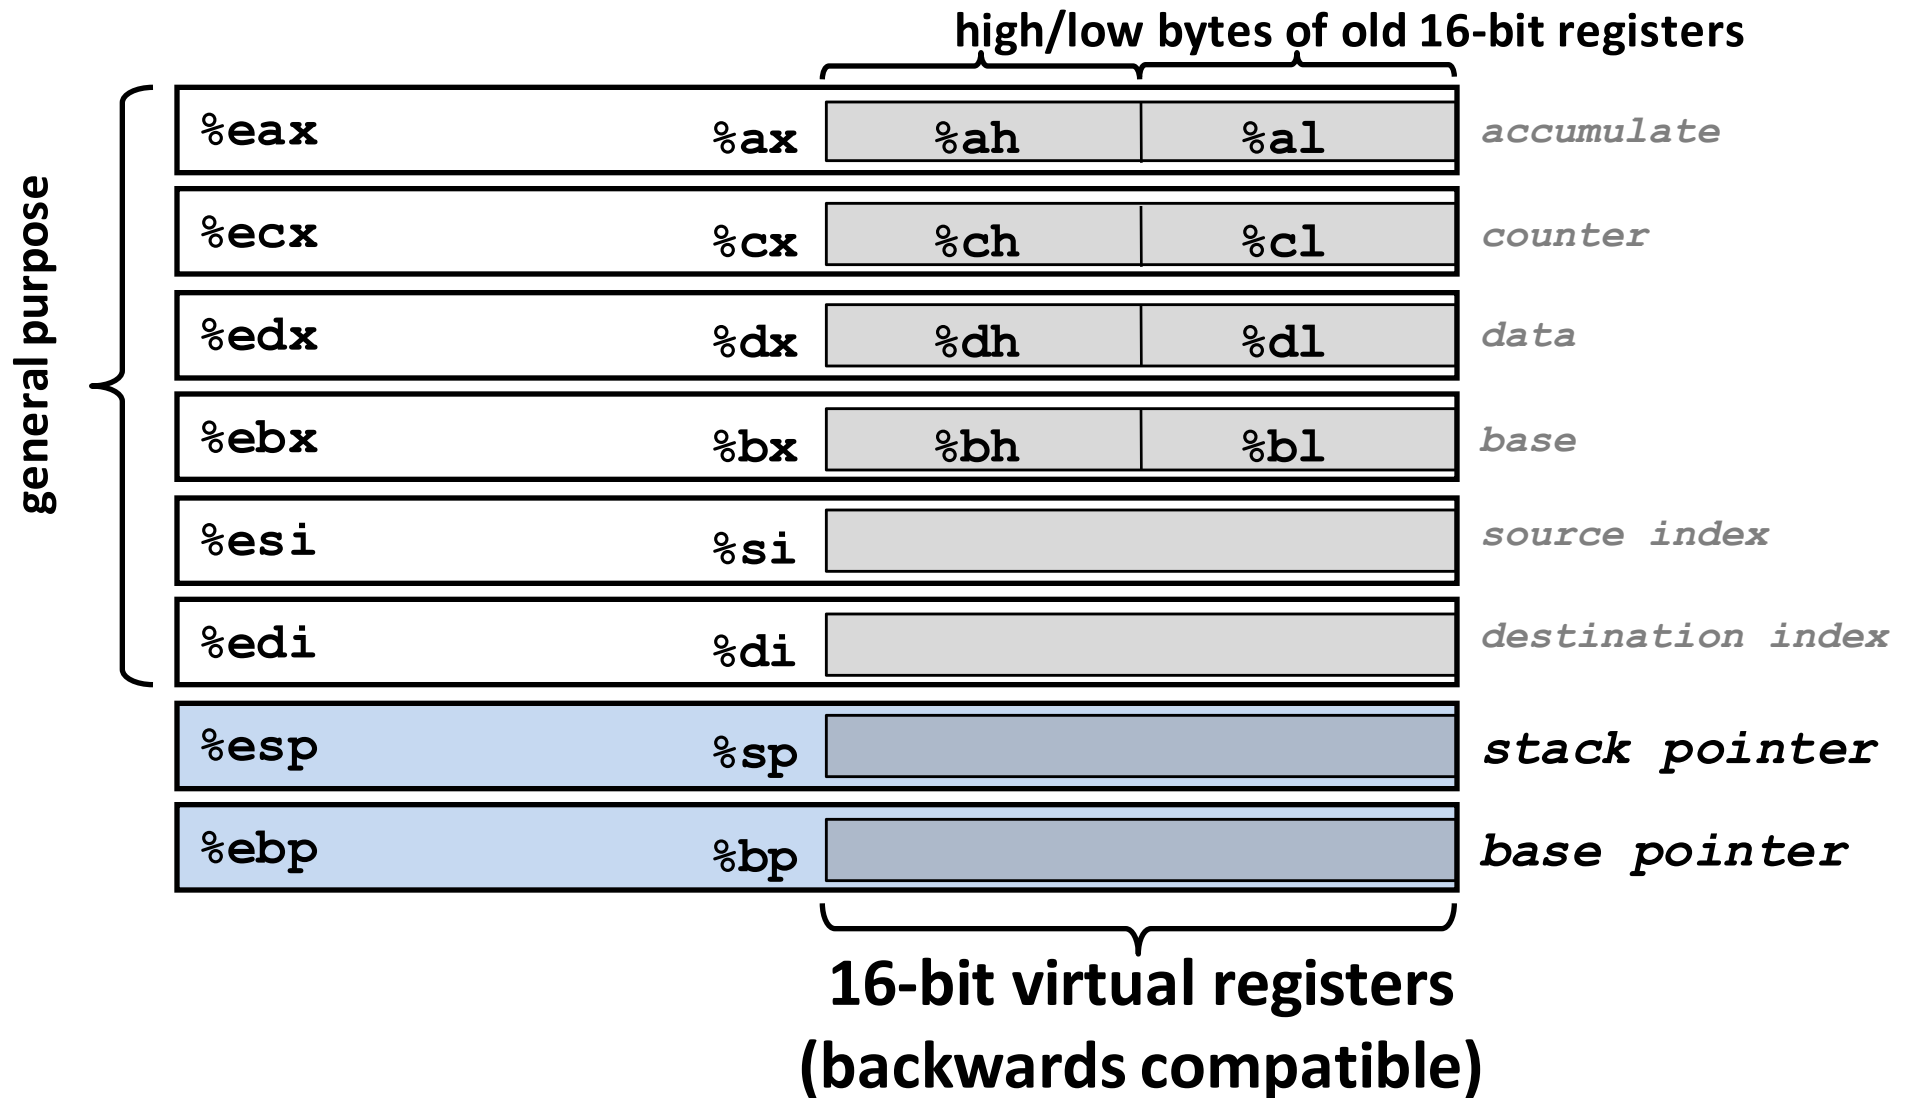 high/low bytes of old 16-bit registers
general purpose
%eax %ax %ah %al accumulate
%ecx %cx %ch %cl counter
%edx %dx %dh %dl data
%ebx %bx %bh %bl base
%esi %si source index
%edi %di destination index
%esp %sp stack pointer
%ebp %bp base pointer
16-bit virtual registers
(backwards compatible)